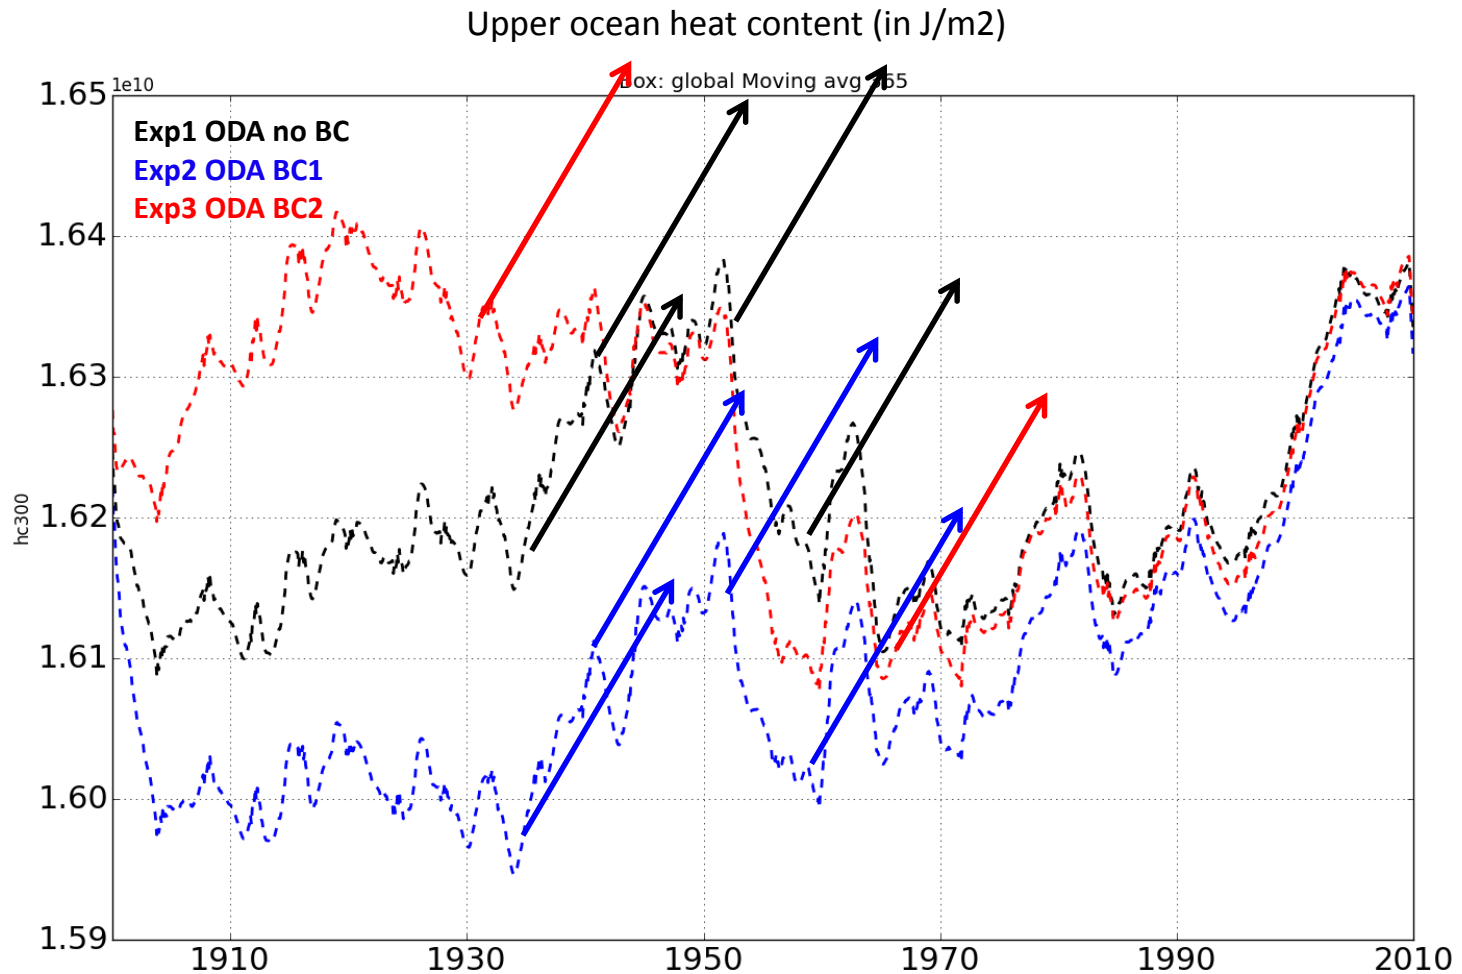 Upper ocean heat content (in J/m2)
1e10
Box: global Moving avg 365
1.65
Exp1 ODA no BC
Exp2 ODA BC1
Exp3 ODA BC2
1.64
1.63
1.62
hc300
1.61
1.60
1.59
1910 1930 1950 1970 1990 2010